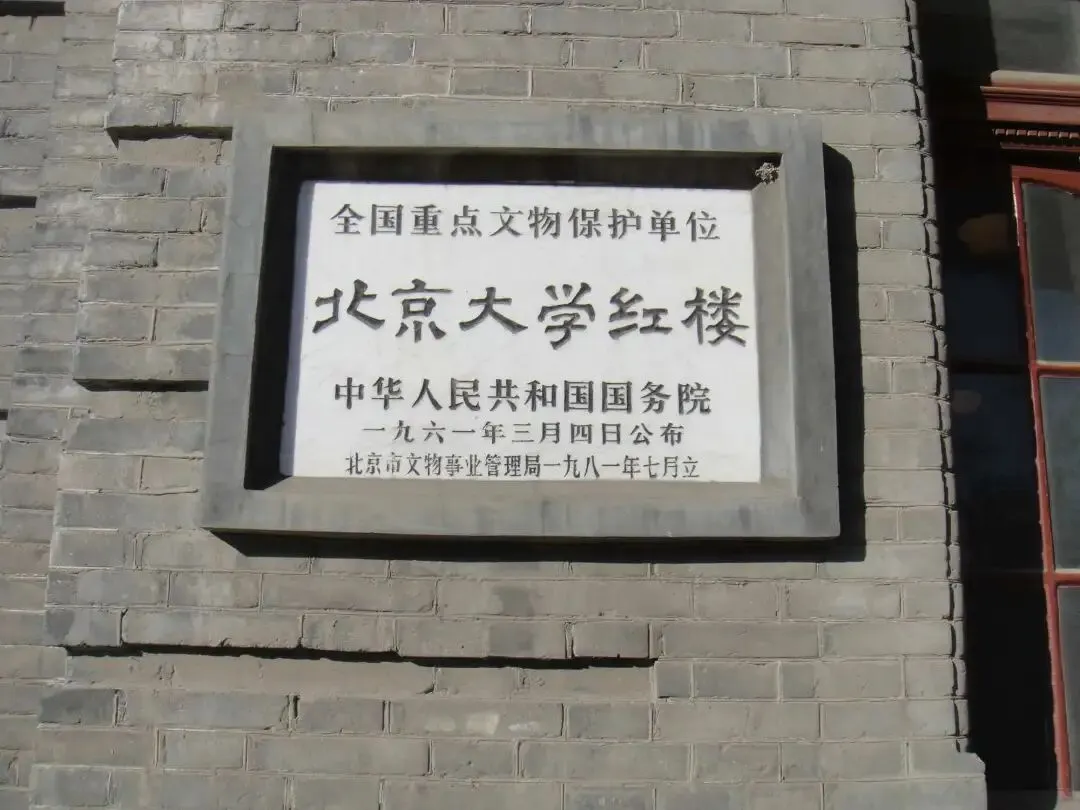 全国重点文物保护单位
北京大学红楼
中华人民共和国国务院
一九六一年三月四日公布
北京市文物事业管理局一九八一年七月立